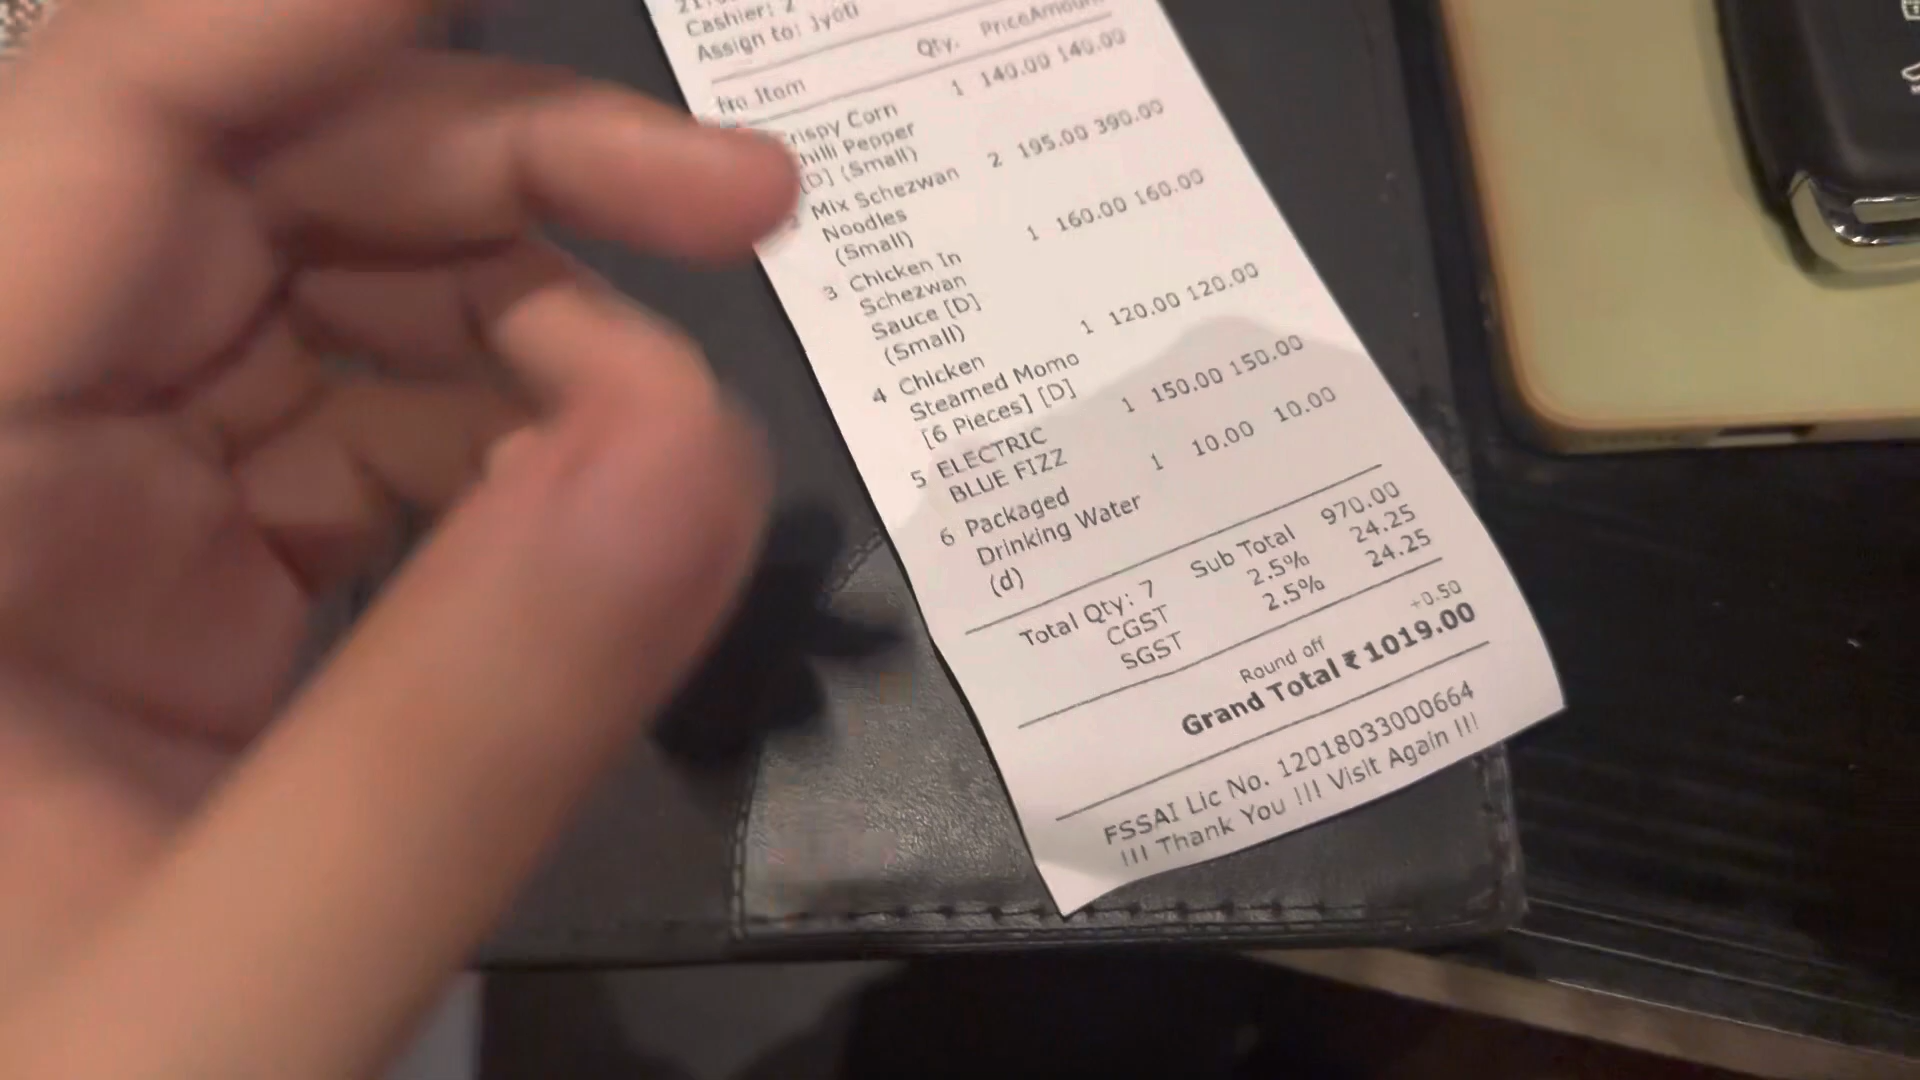 Cashier: 2
Assign to: Jyoti
No Item Qty. Price Amount
Crispy Corn 1 140.00 140.00
Chilli Pepper
[D] (Small)
2 Mix Schezwan 2 195.00 390.00
Noodles
(Small)
3 Chicken In 1 160.00 160.00
Schezwan
Sauce [D]
(Small)
4 Chicken 1 120.00 120.00
Steamed Momo
[6 Pieces] [D]
5 ELECTRIC 1 150.00 150.00
BLUE FIZZ
6 Packaged 1 10.00 10.00
Drinking Water
(d)
Total Qty: 7 Sub Total 970.00
CGST 2.5% 24.25
SGST 2.5% 24.25
Round off +0.50
Grand Total ₹ 1019.00
FSSAI Lic No. 12018033000664
!!! Thank You !!! Visit Again !!!